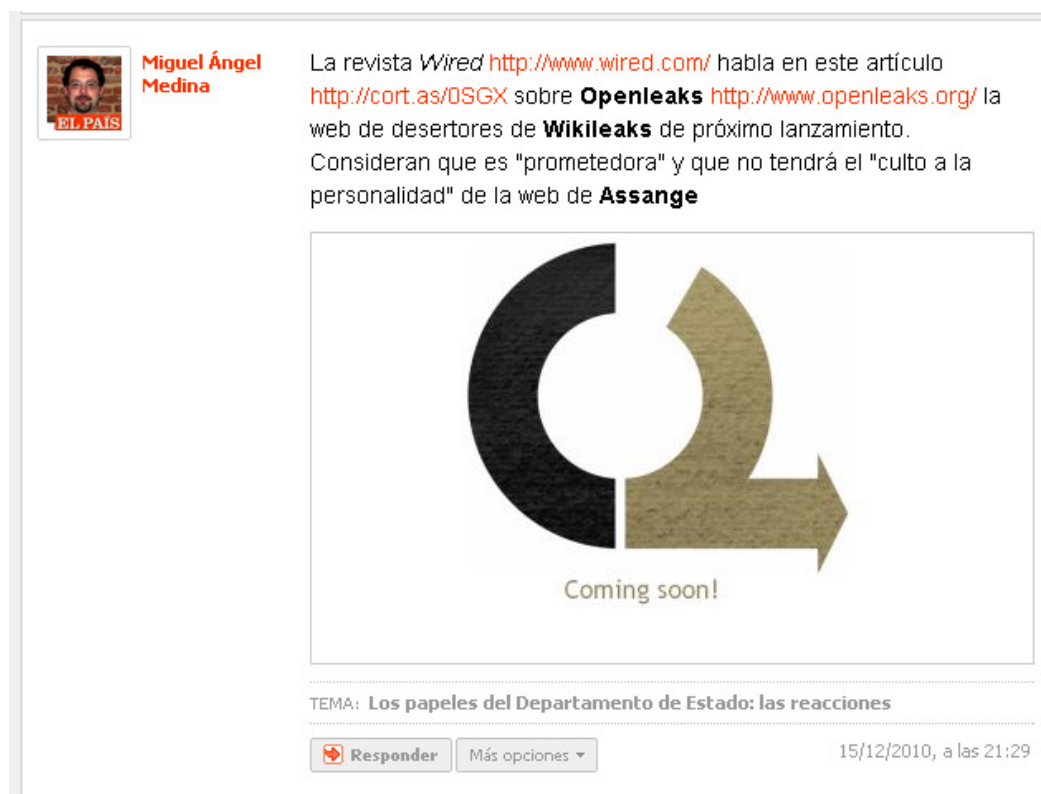 Miguel Ángel
Medina
EL PAIS
La revista Wired http://www.wired.com/ habla en este artículo
http://cort.as/0SGX sobre Openleaks http://www.openleaks.org/ la
web de desertores de Wikileaks de próximo lanzamiento.
Consideran que es "prometedora" y que no tendrá el "culto a la
personalidad" de la web de Assange
Coming soon!
TEMA: Los papeles del Departamento de Estado: las reacciones
Responder Más opciones
15/12/2010, a las 21:29